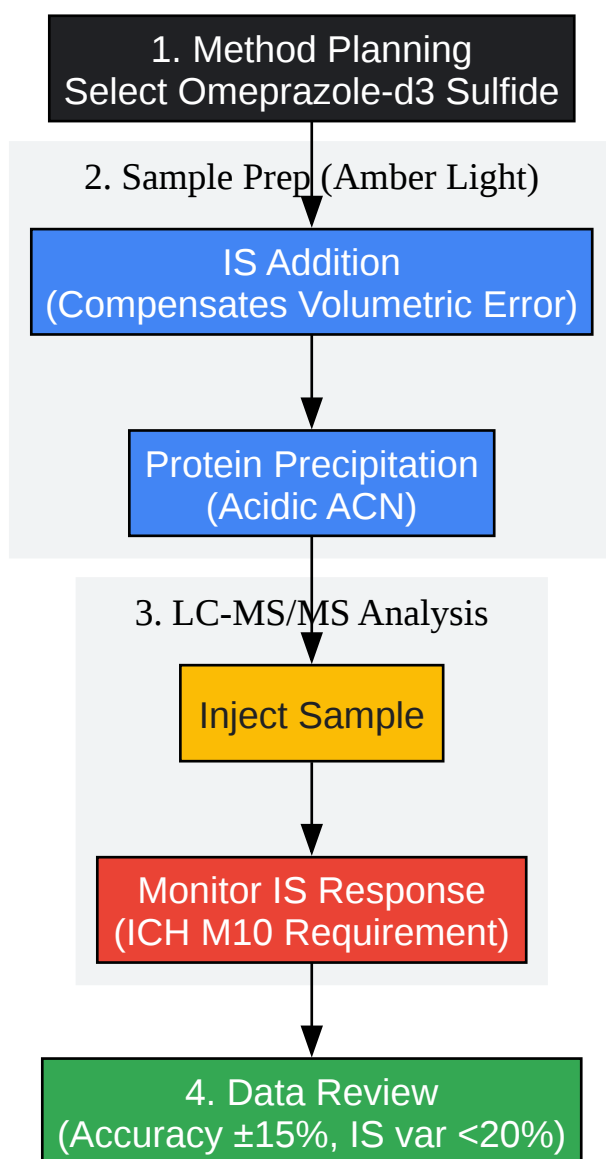 1. Method Planning
Select Omeprazole-d3 Sulfide
2. Sample Prep (Amber Light)
IS Addition
(Compensates Volumetric Error)
Protein Precipitation
(Acidic ACN)
3. LC-MS/MS Analysis
Inject Sample
Monitor IS Response
(ICH M10 Requirement)
4. Data Review
(Accuracy ±15%, IS var <20%)